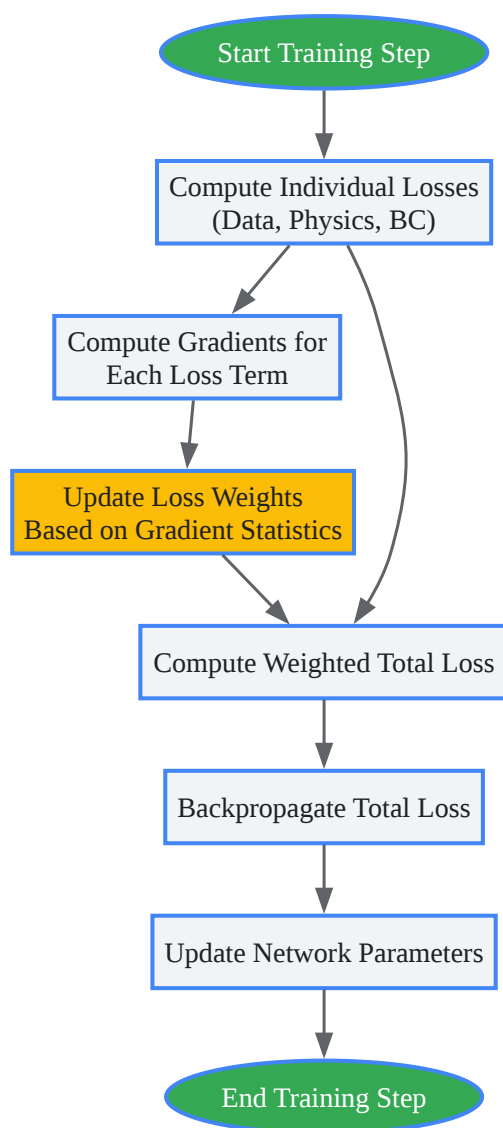 Start Training Step
Compute Individual Losses
(Data, Physics, BC)
Compute Gradients for
Each Loss Term
Update Loss Weights
Based on Gradient Statistics
Compute Weighted Total Loss
Backpropagate Total Loss
Update Network Parameters
End Training Step